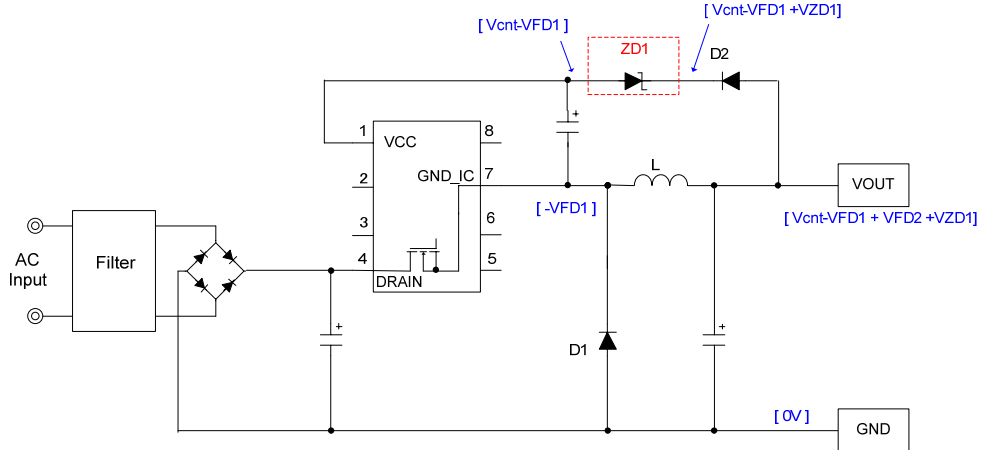 [ Vcnt-VFD1 +VZD1]
[ Vcnt-VFD1 ]
ZD1
D2
+
1
VCC
8
GND_IC
7
L
2
VOUT
[ -VFD1 ]
[ Vcnt-VFD1 + VFD2 +VZD1]
3
6
AC
Input
Filter
4
5
DRAIN
+
+
D1
[ 0V ]
GND